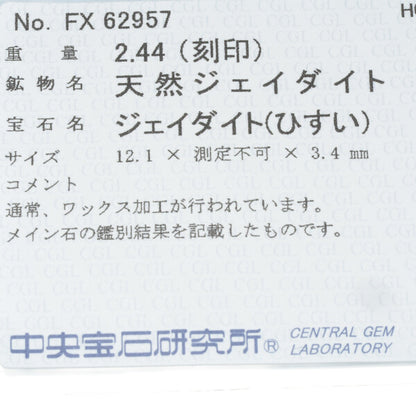 No. FX 62957
重量 2.44 (刻印)
鉱物名 天然ジェイダイト
宝石名 ジェイダイト(ひすい)
サイズ 12.1 × 測定不可 × 3.4 mm
コメント
通常、ワックス加工が行われています。
メイン石の鑑別結果を記載したものです。
中央宝石研究所® CENTRAL GEM
LABORATORY